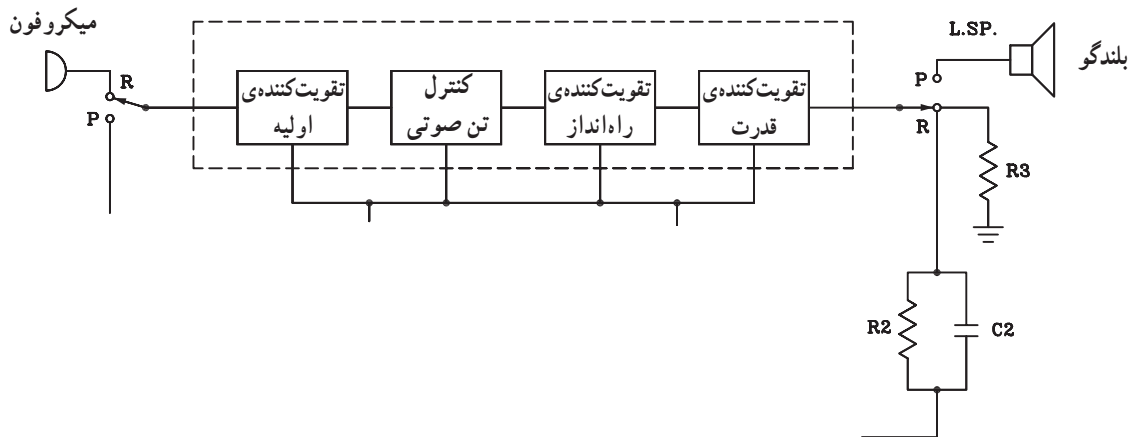 میکروفون
R
P
تقویت‌کننده‌ی
اولیه
کنترل
تن صوتی
تقویت‌کننده‌ی
راه‌انداز
تقویت‌کننده‌ی
قدرت
L.SP.
بلندگو
P
R
R3
R2
C2